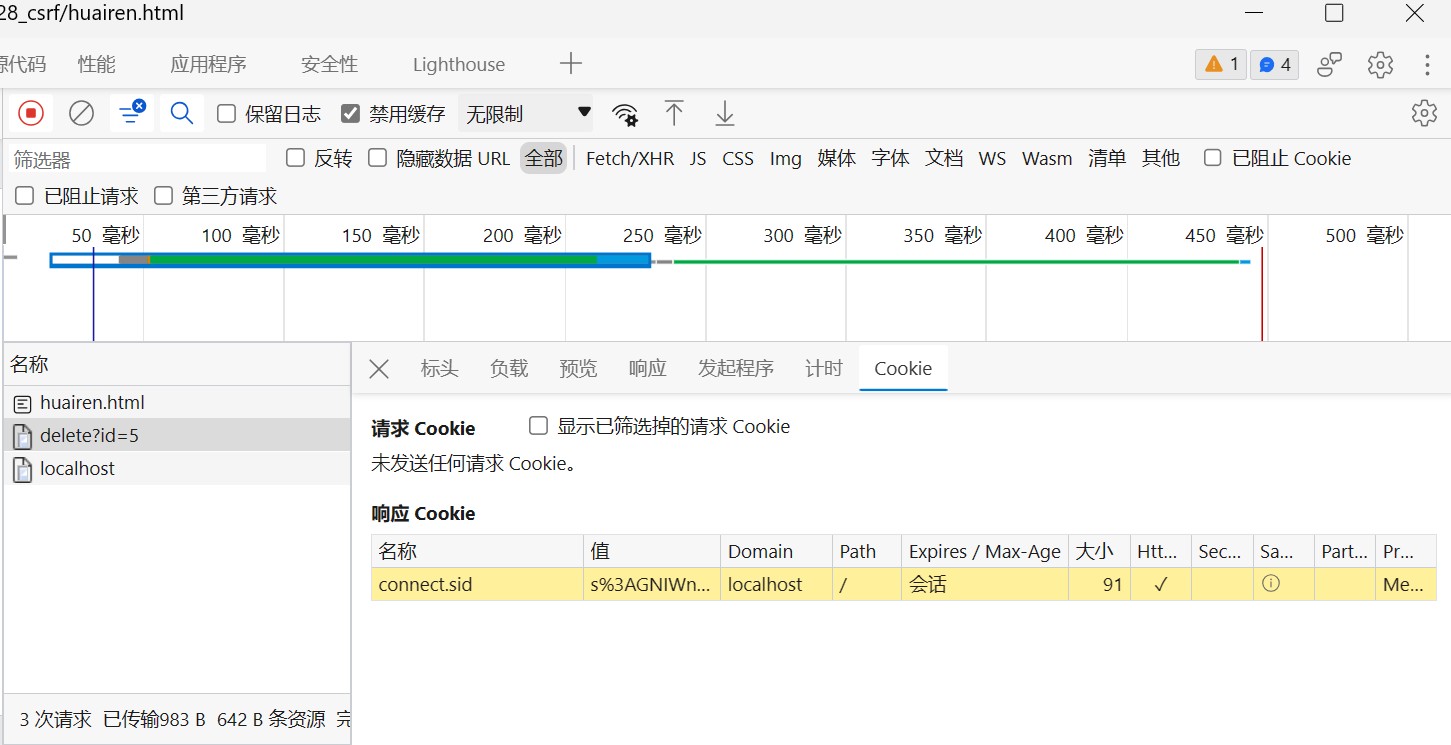 28_csrf/huairen.html
源代码 性能 应用程序 安全性 Lighthouse 1 4
保留日志 禁用缓存 无限制
筛选器 反转 隐藏数据 URL 全部 Fetch/XHR JS CSS Img 媒体 字体 文档 WS Wasm 清单 其他 已阻止 Cookie
已阻止请求 第三方请求
50 毫秒 100 毫秒 150 毫秒 200 毫秒 250 毫秒 300 毫秒 350 毫秒 400 毫秒 450 毫秒 500 毫秒
名称
huairen.html
delete?id=5
localhost
3 次请求 已传输983 B 642 B 条资源 完
标头 负载 预览 响应 发起程序 计时 Cookie
请求 Cookie 显示已筛选掉的请求 Cookie
未发送任何请求 Cookie。
响应 Cookie
名称 值 Domain Path Expires / Max-Age 大小 Htt... Sec... Sa... Part... Pr...
connect.sid s%3AGNIWn... localhost / 会话 91 ✓ Me...